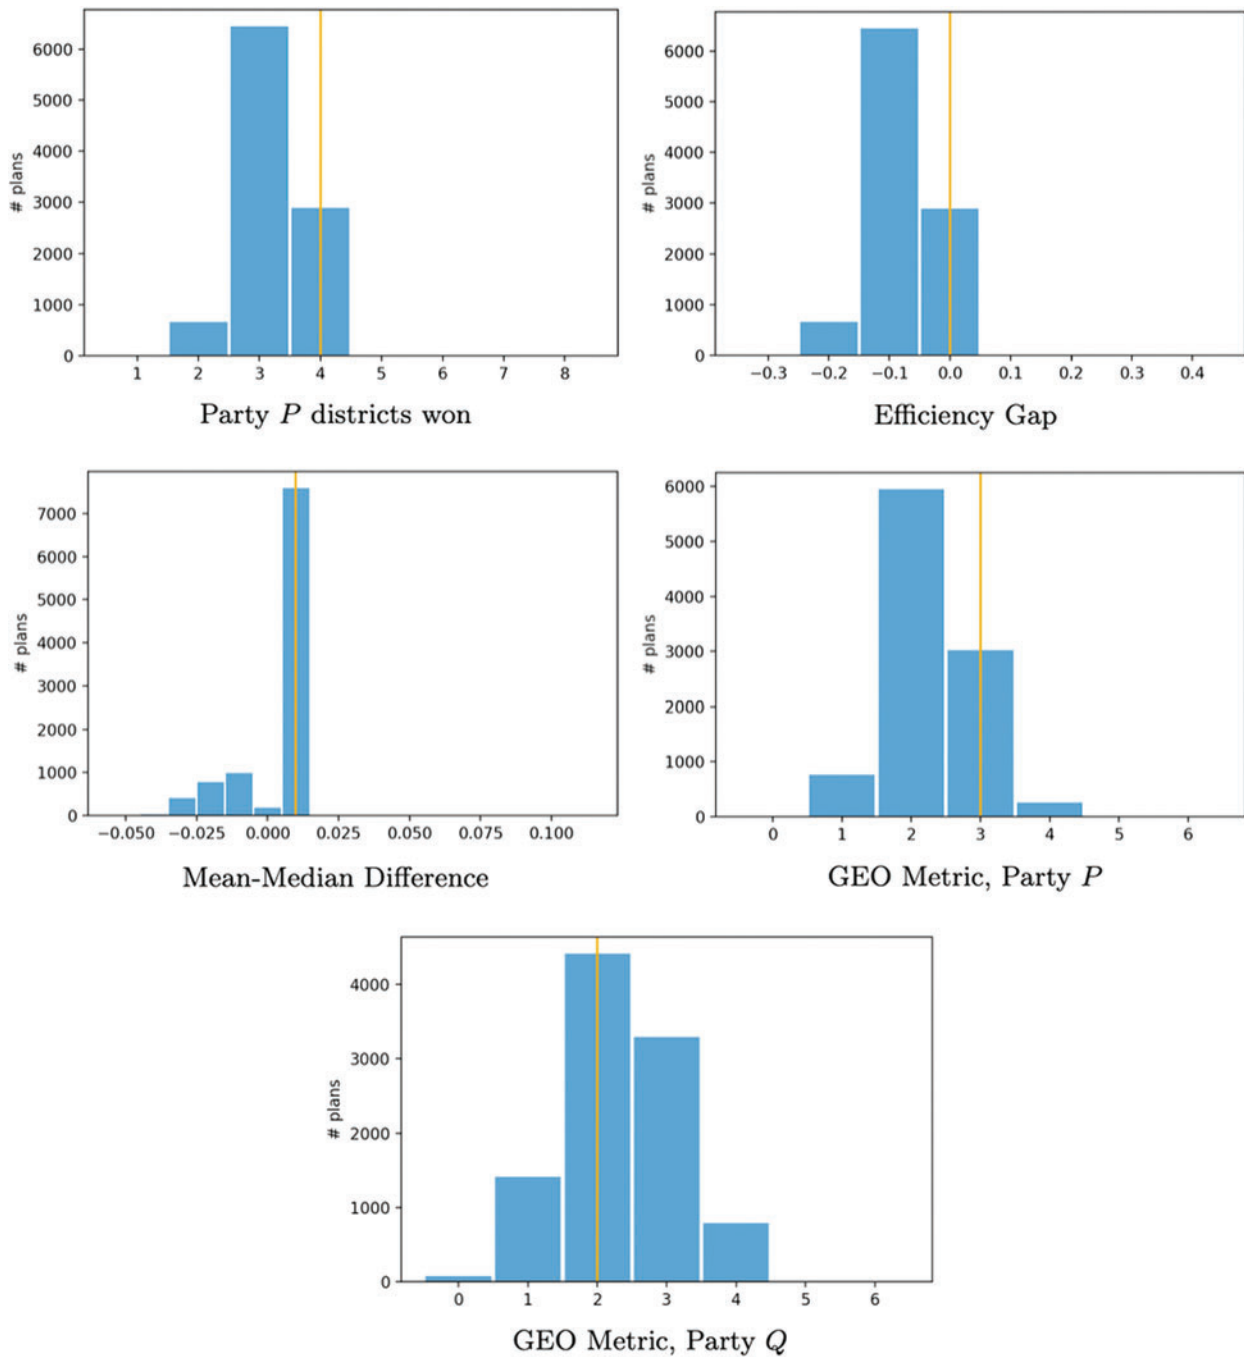 6000
5000
4000
3000
2000
1000
0
# plans
1 2 3 4 5 6 7 8
Party P districts won
6000
5000
4000
3000
2000
1000
0
# plans
−0.3 −0.2 −0.1 0.0 0.1 0.2 0.3 0.4
Efficiency Gap
7000
6000
5000
4000
3000
2000
1000
0
# plans
−0.050 −0.025 0.000 0.025 0.050 0.075 0.100
Mean-Median Difference
6000
5000
4000
3000
2000
1000
0
# plans
0 1 2 3 4 5 6
GEO Metric, Party P
4000
3000
2000
1000
0
# plans
0 1 2 3 4 5 6
GEO Metric, Party Q